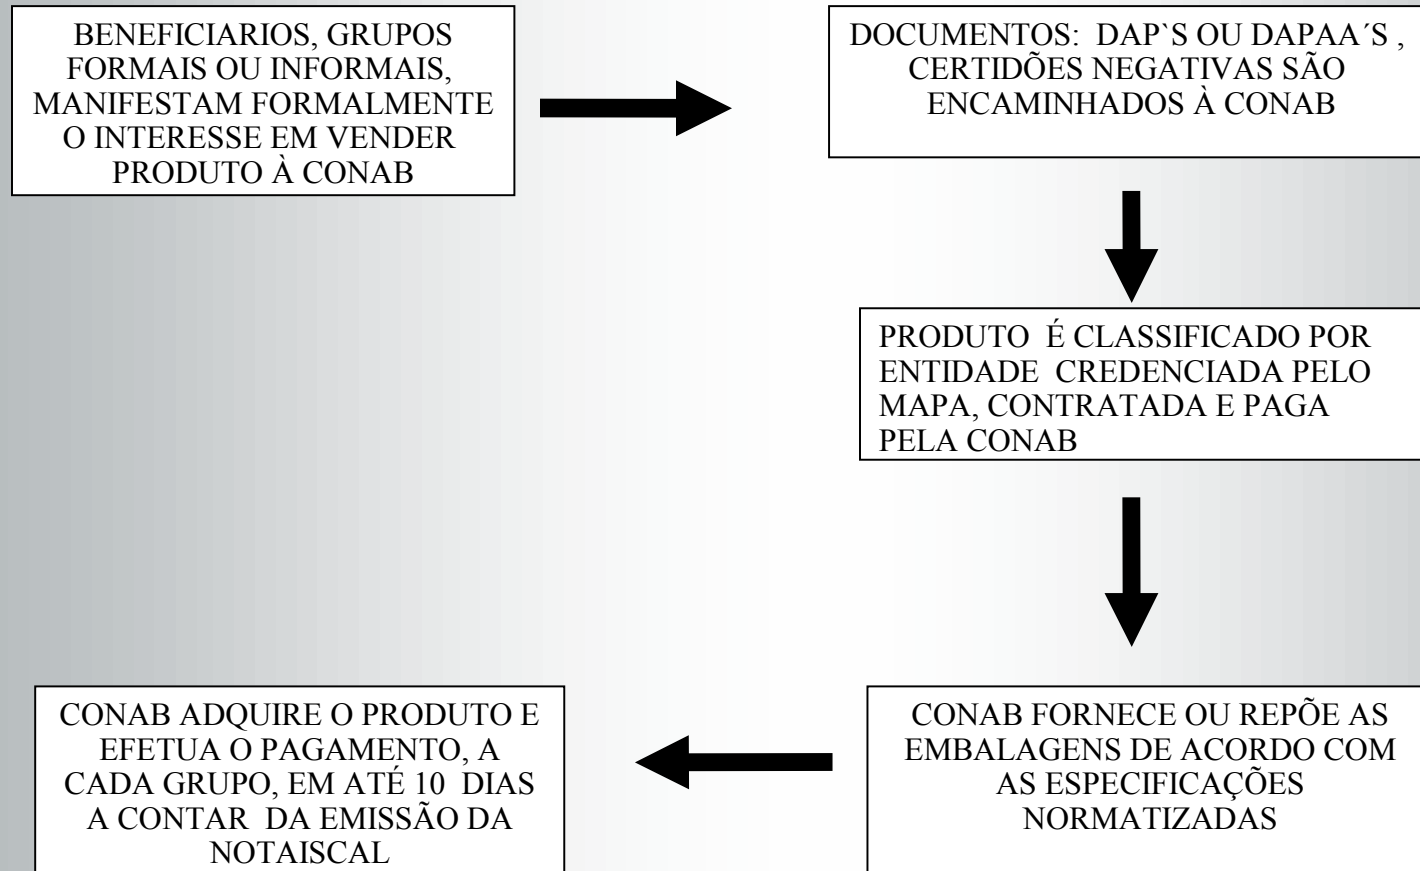 BENEFICIARIOS, GRUPOS
FORMAIS OU INFORMAIS,
MANIFESTAM FORMALMENTE
O INTERESSE EM VENDER
PRODUTO À CONAB
DOCUMENTOS: DAP`S OU DAPAA´S ,
CERTIDÕES NEGATIVAS SÃO
ENCAMINHADOS À CONAB
PRODUTO É CLASSIFICADO POR
ENTIDADE CREDENCIADA PELO
MAPA, CONTRATADA E PAGA
PELA CONAB
CONAB FORNECE OU REPÕE AS
EMBALAGENS DE ACORDO COM
AS ESPECIFICAÇÕES
NORMATIZADAS
CONAB ADQUIRE O PRODUTO E
EFETUA O PAGAMENTO, A
CADA GRUPO, EM ATÉ 10 DIAS
A CONTAR DA EMISSÃO DA
NOTAISCAL